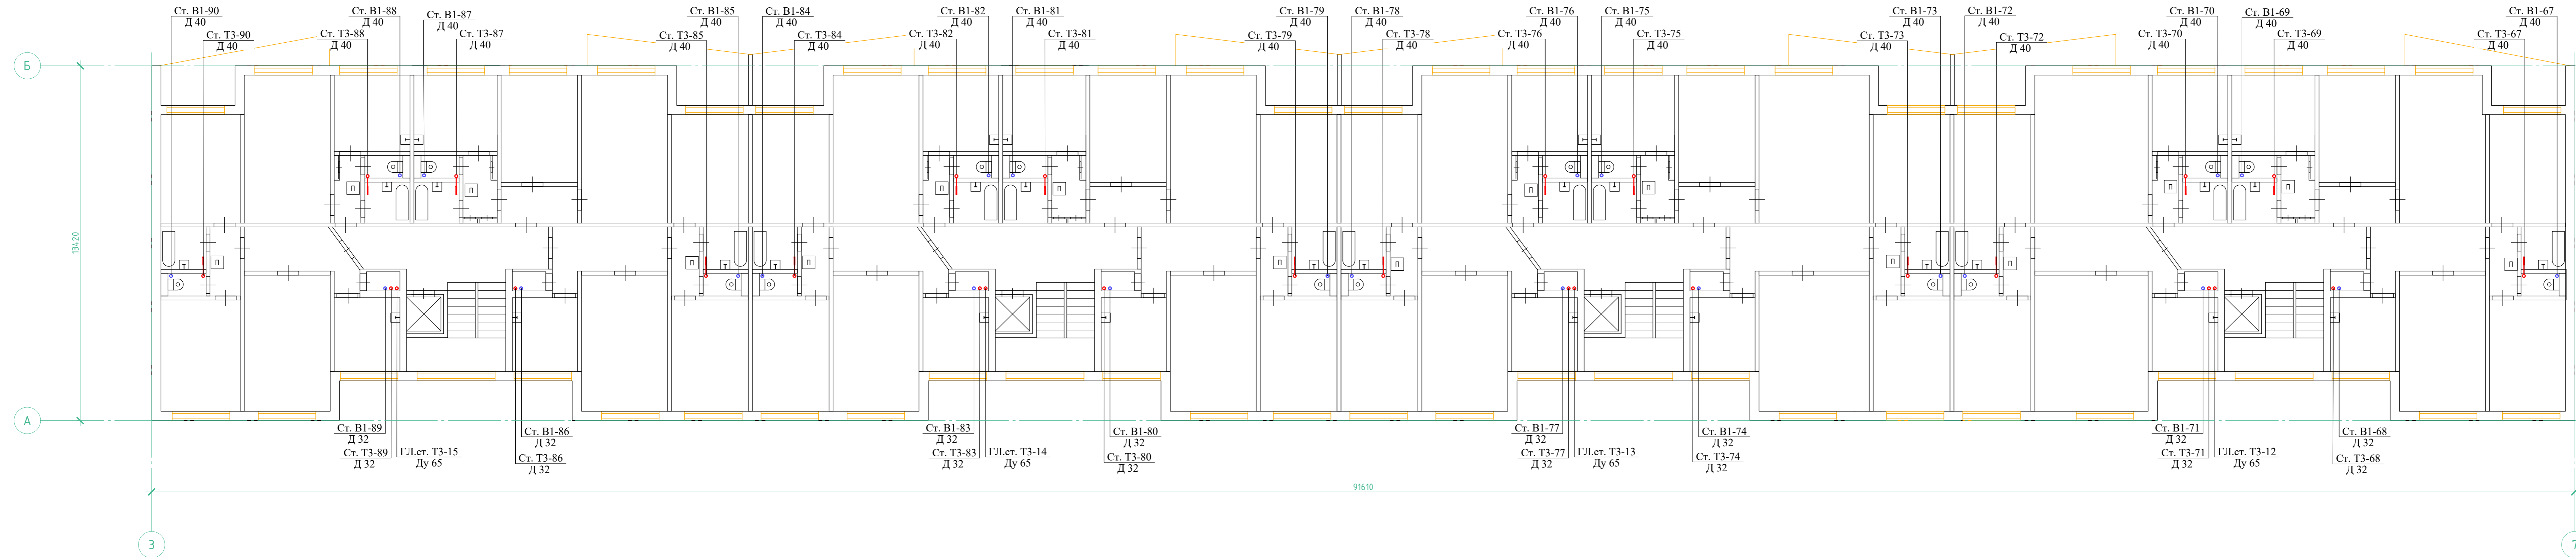 Ст. В1-90
Д 40
Ст. Т3-90
Д 40
Ст. В1-88
Д 40
Ст. Т3-88
Д 40
Ст. В1-87
Д 40
Ст. Т3-87
Д 40
Ст. В1-85
Д 40
Ст. Т3-85
Д 40
Ст. В1-84
Д 40
Ст. Т3-84
Д 40
Ст. В1-82
Д 40
Ст. Т3-82
Д 40
Ст. В1-81
Д 40
Ст. Т3-81
Д 40
Ст. В1-79
Д 40
Ст. Т3-79
Д 40
Ст. В1-78
Д 40
Ст. Т3-78
Д 40
Ст. В1-76
Д 40
Ст. Т3-76
Д 40
Ст. В1-75
Д 40
Ст. Т3-75
Д 40
Ст. В1-73
Д 40
Ст. Т3-73
Д 40
Ст. В1-72
Д 40
Ст. Т3-72
Д 40
Ст. В1-70
Д 40
Ст. Т3-70
Д 40
Ст. В1-69
Д 40
Ст. Т3-69
Д 40
Ст. В1-67
Д 40
Ст. Т3-67
Д 40
Б
П
П
П
П
П
П
П
П
13420
П
П
П
П
П
П
П
П
А
Ст. В1-89
Д 32
Ст. Т3-89
Д 32
ГЛ.ст. Т3-15
Ду 65
Ст. В1-86
Д 32
Ст. Т3-86
Д 32
Ст. В1-83
Д 32
Ст. Т3-83
Д 32
ГЛ.ст. Т3-14
Ду 65
Ст. В1-80
Д 32
Ст. Т3-80
Д 32
Ст. В1-77
Д 32
Ст. Т3-77
Д 32
ГЛ.ст. Т3-13
Ду 65
Ст. В1-74
Д 32
Ст. Т3-74
Д 32
Ст. В1-71
Д 32
Ст. Т3-71
Д 32
ГЛ.ст. Т3-12
Ду 65
Ст. В1-68
Д 32
Ст. Т3-68
Д 32
91610
3
7